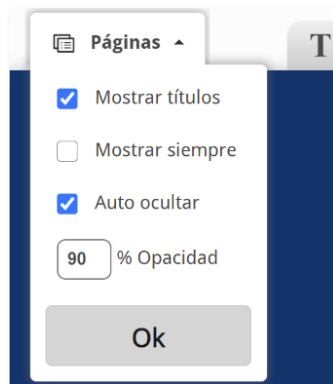 Páginas
T
Mostrar títulos
Mostrar siempre
Auto ocultar
90 % Opacidad
Ok